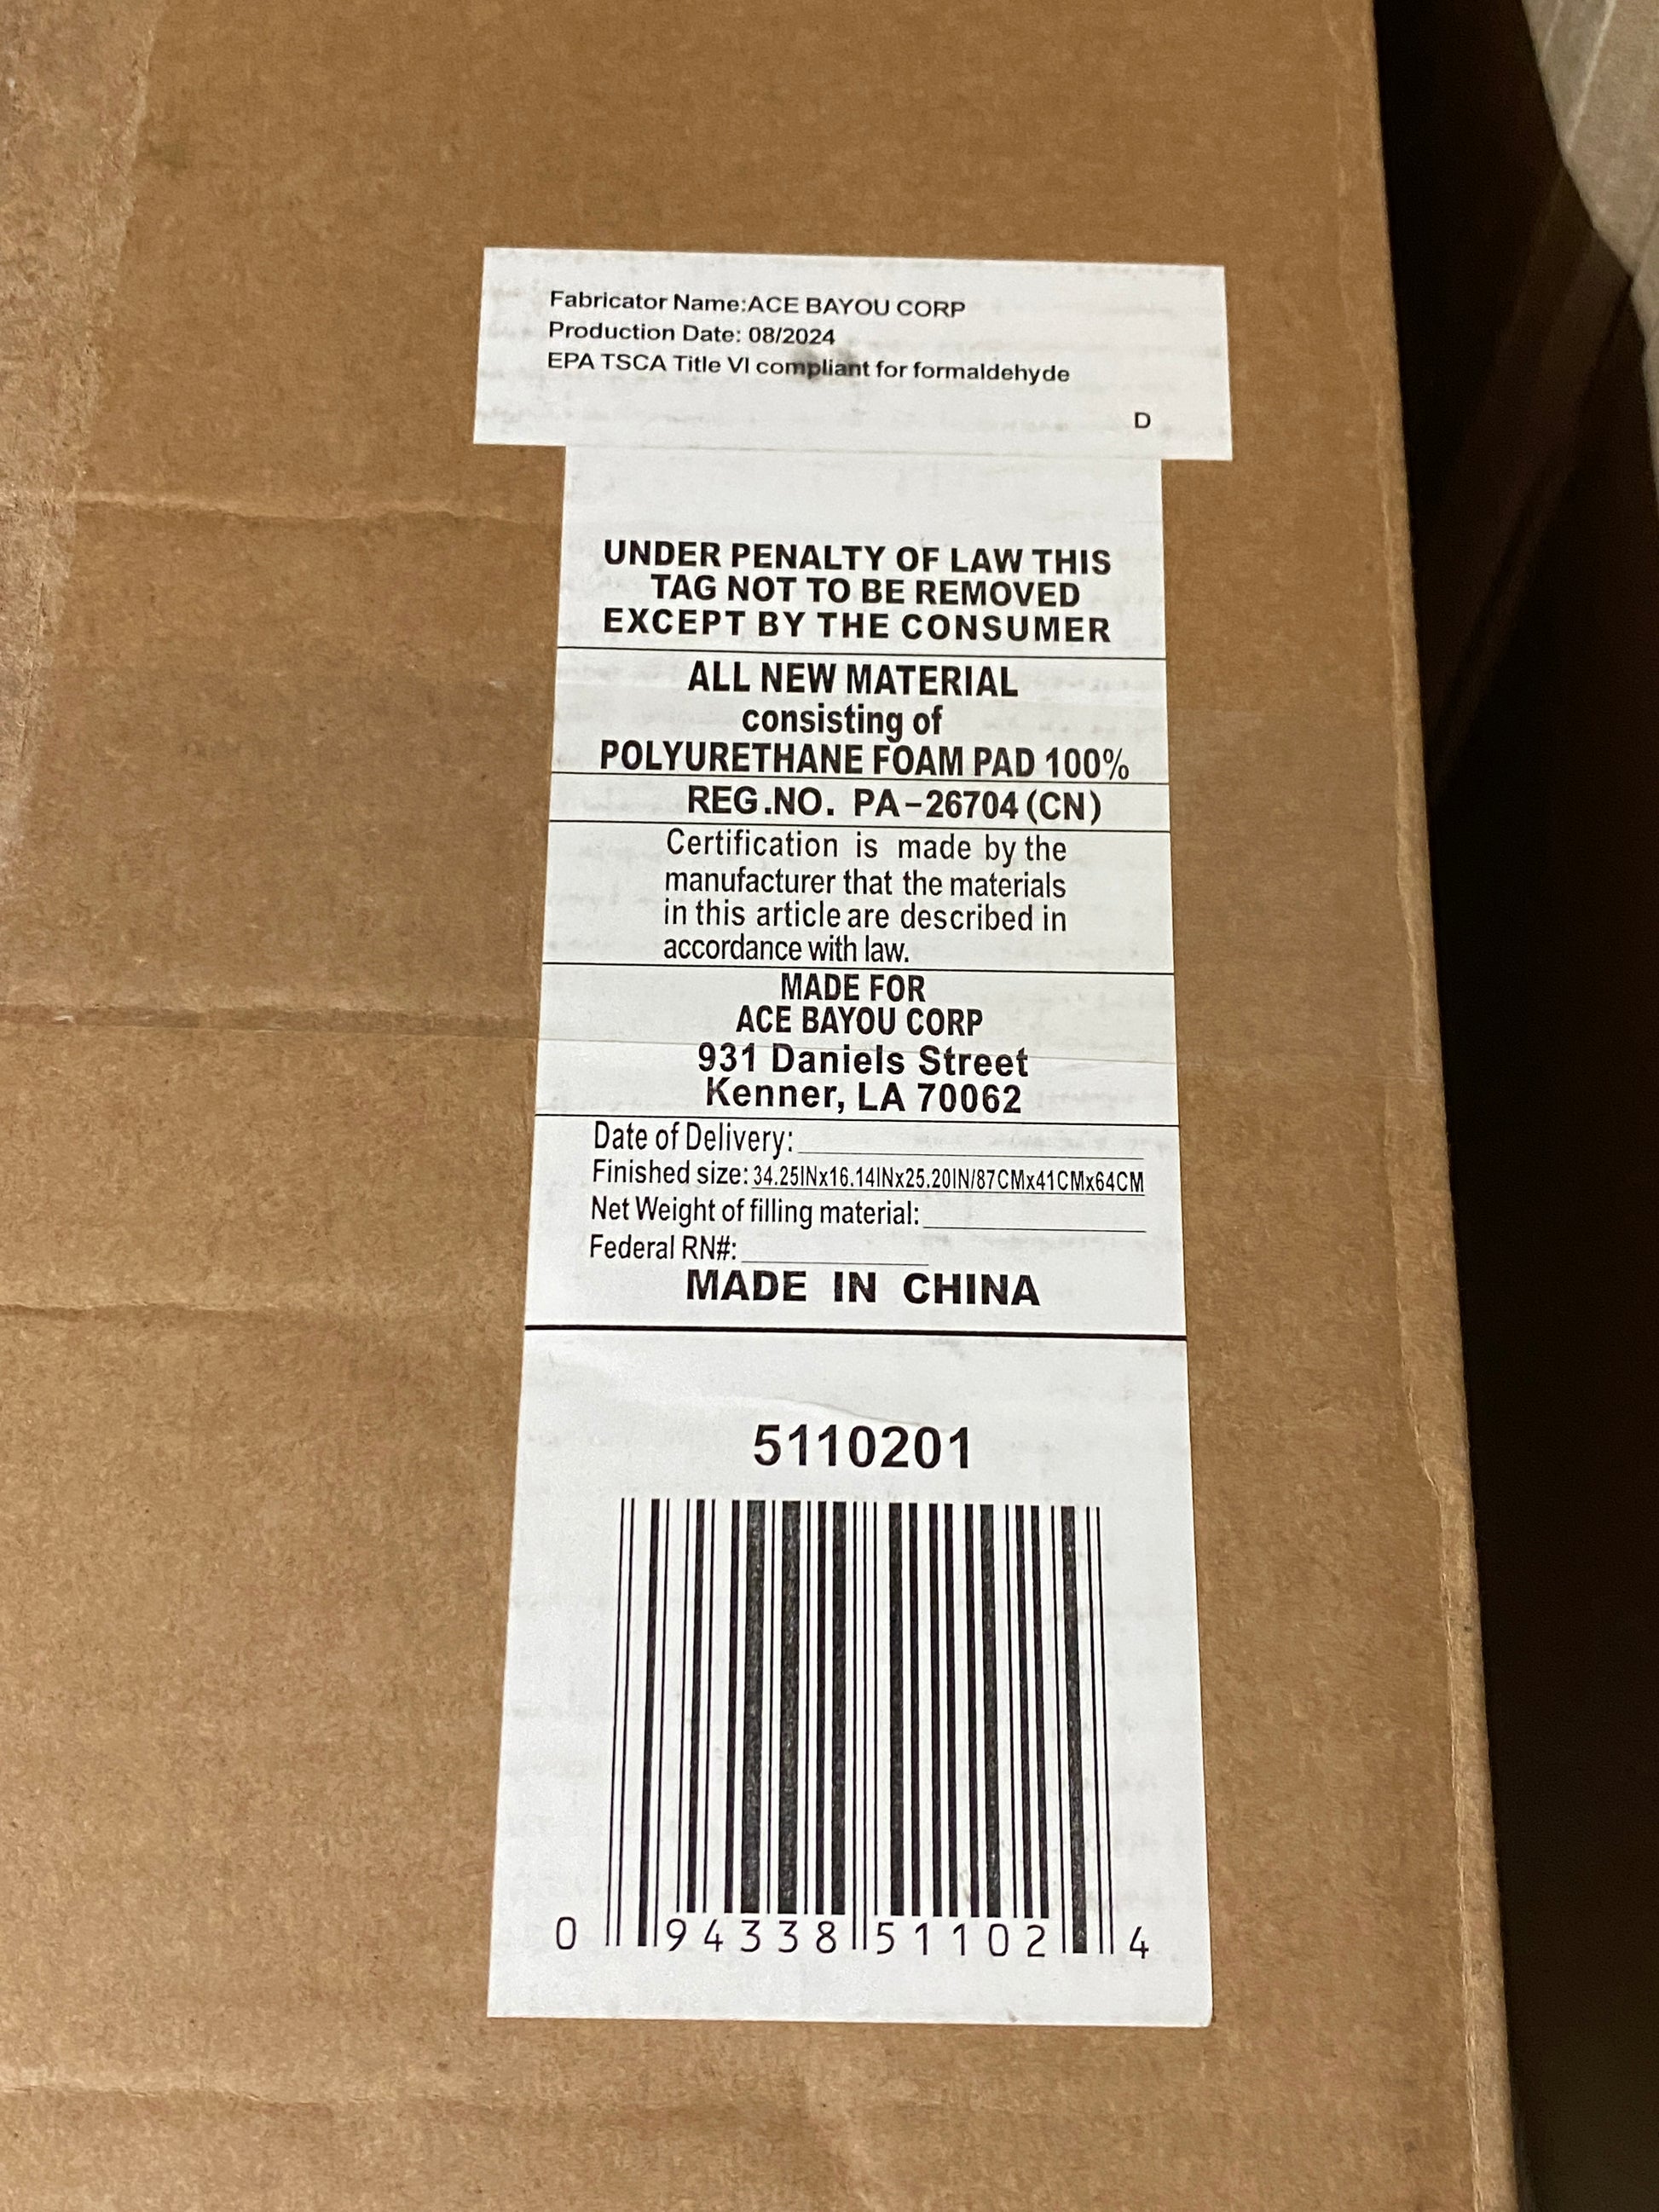 Fabricator Name:ACE BAYOU CORP
Production Date: 08/2024
EPA TSCA Title VI compliant for formaldehyde
D
UNDER PENALTY OF LAW THIS
TAG NOT TO BE REMOVED
EXCEPT BY THE CONSUMER
ALL NEW MATERIAL
consisting of
POLYURETHANE FOAM PAD 100%
REG.NO. PA-26704 (CN)
Certification is made by the
manufacturer that the materials
in this article are described in
accordance with law.
MADE FOR
ACE BAYOU CORP
931 Daniels Street
Kenner, LA 70062
Date of Delivery:
Finished size: 34.25INx16.14INx25.20IN/87CMx41CMx64CM
Net Weight of filling material:
Federal RN#:
MADE IN CHINA
5110201
0 94338 51102 4